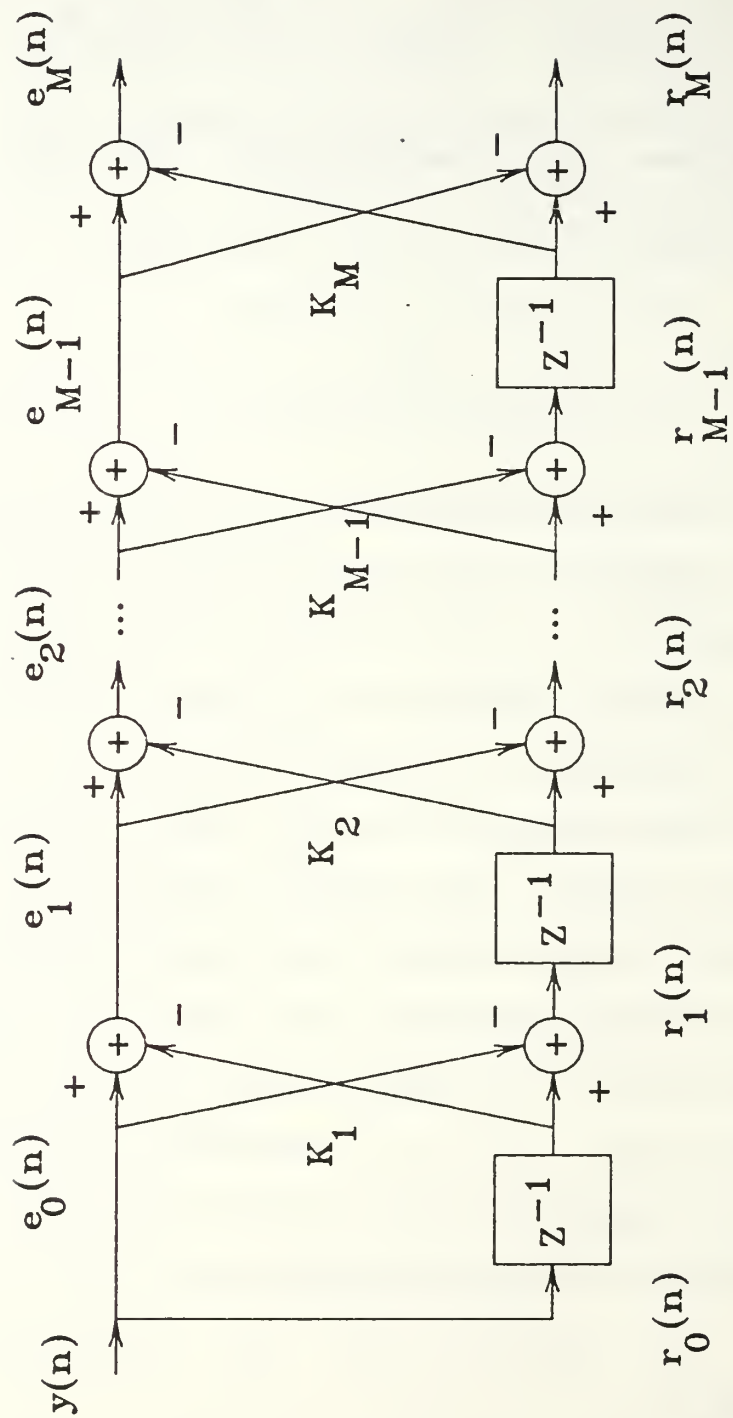 y(n)
e_0(n)
e_1(n)
e_2(n)
e_{M-1}(n)
e_M(n)
+
+
-
+
+
-
...
+
+
-
+
+
-
K_1
K_2
K_{M-1}
K_M
-
-
-
-
z^{-1}
+
z^{-1}
+
...
+
z^{-1}
+
+
+
+
+
r_0(n)
r_1(n)
r_2(n)
r_{M-1}(n)
r_M(n)